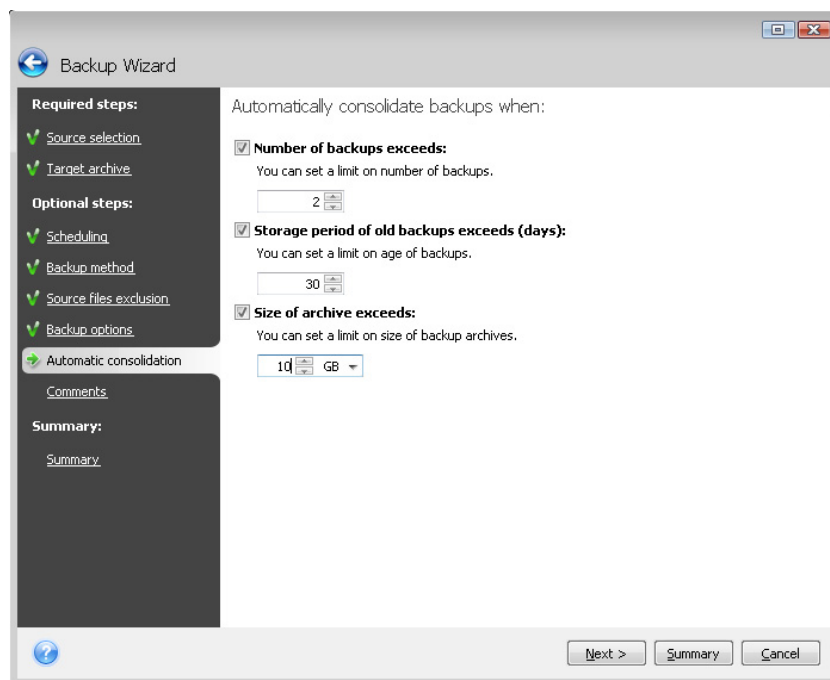 Backup Wizard
Required steps:
Source selection
Target archive
Optional steps:
Scheduling
Backup method
Source files exclusion
Backup options
Automatic consolidation
Comments
Summary:
Summary
Automatically consolidate backups when:
Number of backups exceeds:
You can set a limit on number of backups.
2
Storage period of old backups exceeds (days):
You can set a limit on age of backups.
30
Size of archive exceeds:
You can set a limit on size of backup archives.
10 GB
Next > Summary Cancel